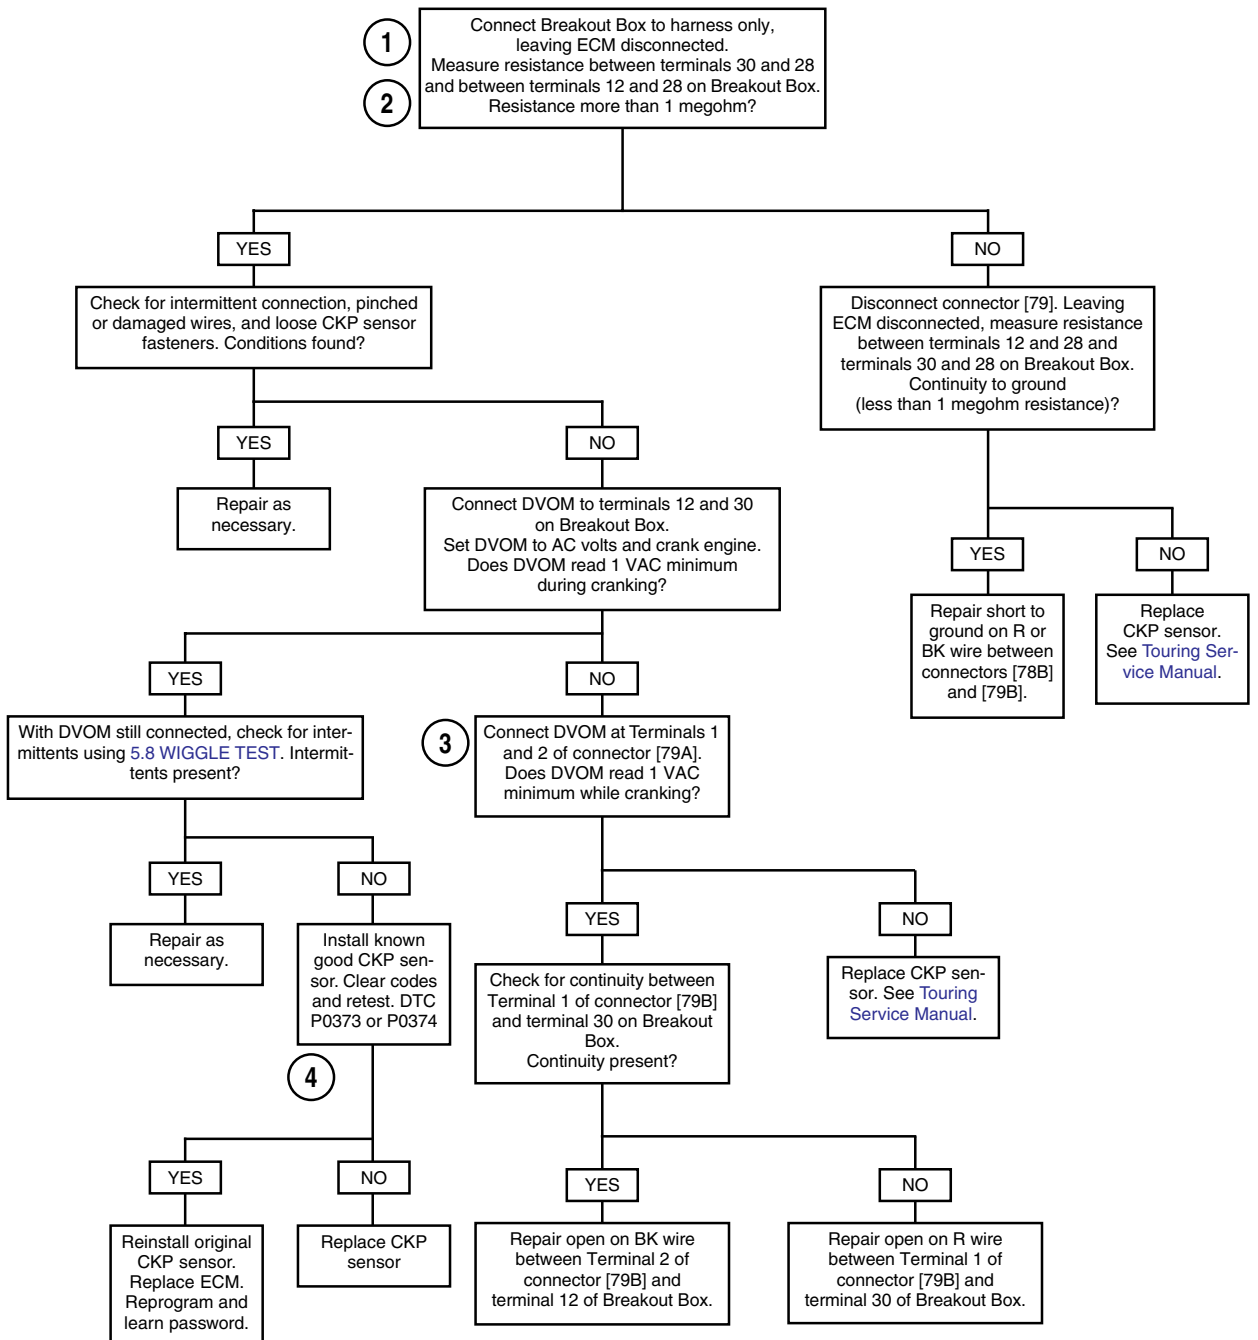 1
2
Connect Breakout Box to harness only,
leaving ECM disconnected.
Measure resistance between terminals 30 and 28
and between terminals 12 and 28 on Breakout Box.
Resistance more than 1 megohm?
YES
NO
Check for intermittent connection, pinched
or damaged wires, and loose CKP sensor
fasteners. Conditions found?
Disconnect connector [79]. Leaving
ECM disconnected, measure resistance
between terminals 12 and 28 and
terminals 30 and 28 on Breakout Box.
Continuity to ground
(less than 1 megohm resistance)?
YES
NO
Repair as
necessary.
Connect DVOM to terminals 12 and 30
on Breakout Box.
Set DVOM to AC volts and crank engine.
Does DVOM read 1 VAC minimum
during cranking?
YES
NO
Repair short to
ground on R or
BK wire between
connectors [78B]
and [79B].
Replace
CKP sensor.
See Touring Ser-
vice Manual.
YES
NO
With DVOM still connected, check for inter-
mittents using 5.8 WIGGLE TEST. Intermit-
tents present?
3
Connect DVOM at Terminals 1
and 2 of connector [79A].
Does DVOM read 1 VAC
minimum while cranking?
YES
NO
YES
NO
Repair as
necessary.
Install known
good CKP sen-
sor. Clear codes
and retest. DTC
P0373 or P0374
Check for continuity between
Terminal 1 of connector [79B]
and terminal 30 on Breakout
Box.
Continuity present?
Replace CKP sen-
sor. See Touring
Service Manual.
4
YES
NO
YES
NO
Reinstall original
CKP sensor.
Replace ECM.
Reprogram and
learn password.
Replace CKP
sensor
Repair open on BK wire
between Terminal 2 of
connector [79B] and
terminal 12 of Breakout Box.
Repair open on R wire
between Terminal 1 of
connector [79B] and
terminal 30 of Breakout Box.